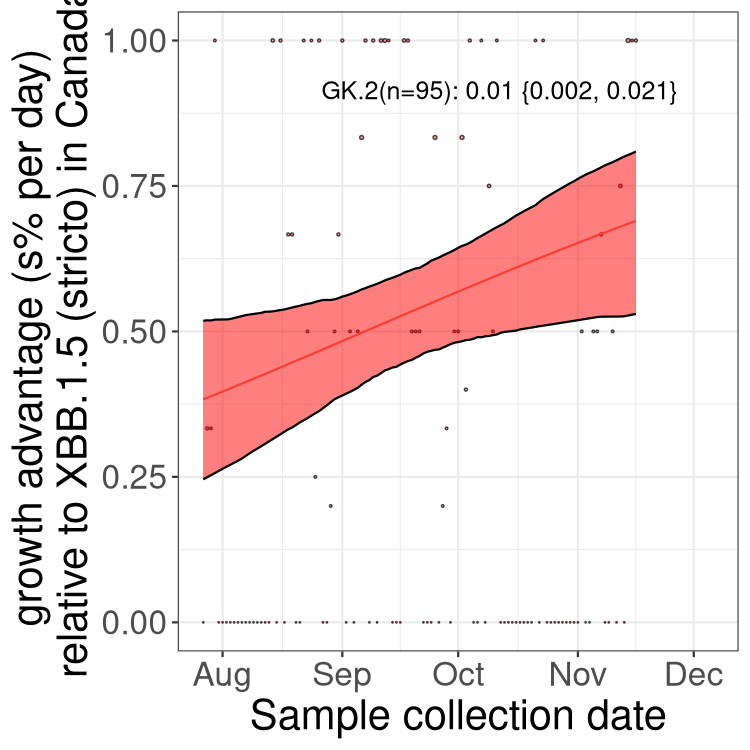 growth advantage (s% per day)
relative to XBB.1.5 (stricto) in Canada
1.00
0.75
0.50
0.25
0.00
GK.2(n=95): 0.01 {0.002, 0.021}
Aug Sep Oct Nov Dec
Sample collection date